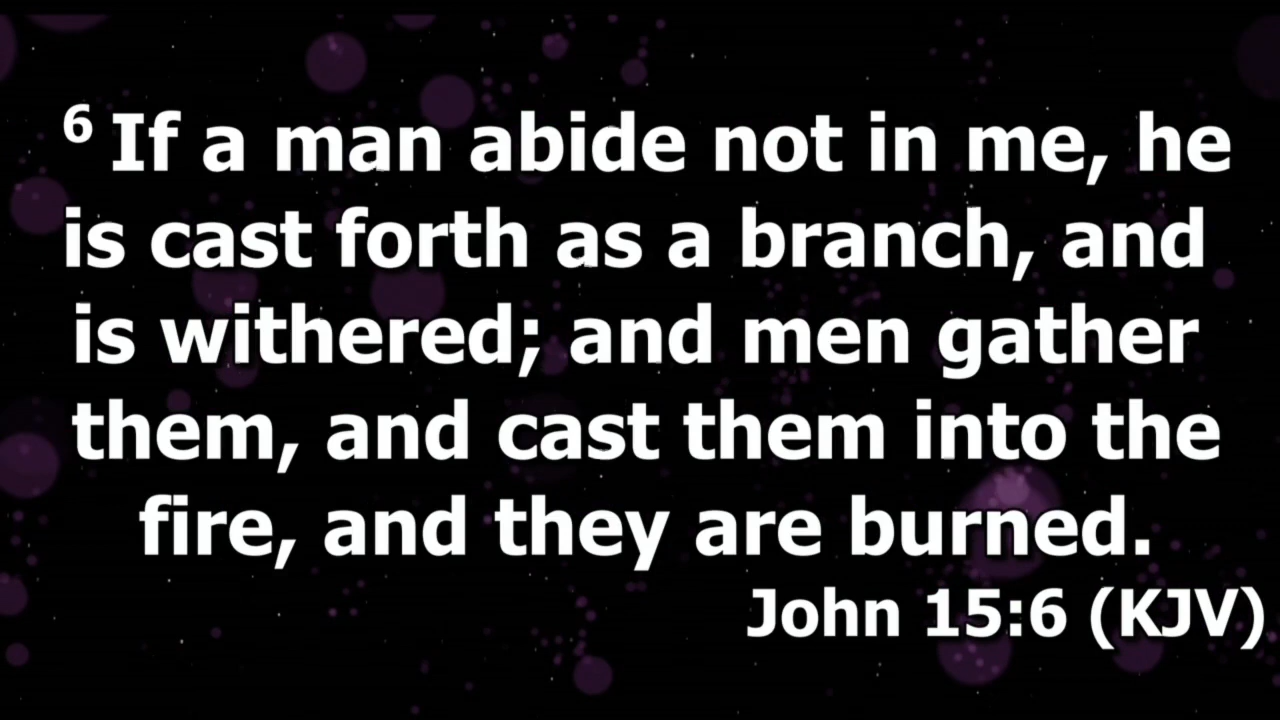 6 If a man abide not in me, he
is cast forth as a branch, and
is withered; and men gather
them, and cast them into the
fire, and they are burned.
John 15:6 (KJV)